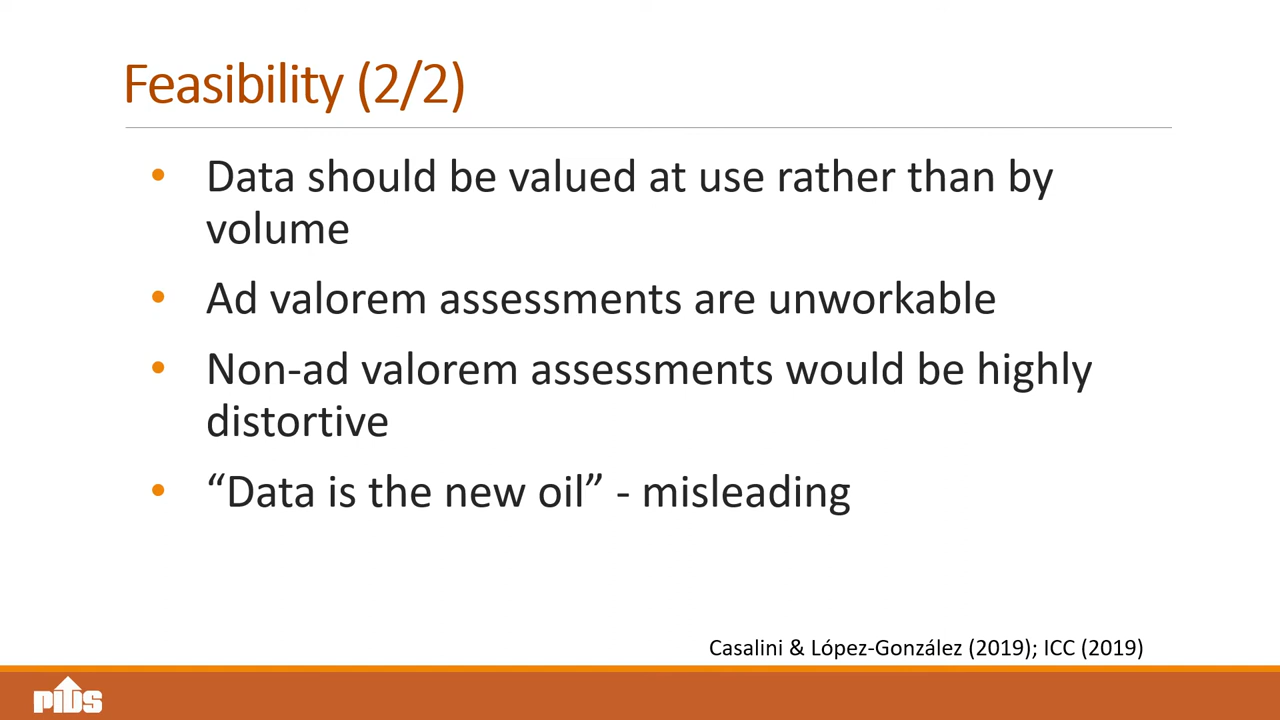 Feasibility (2/2)
• Data should be valued at use rather than by
volume
• Ad valorem assessments are unworkable
• Non-ad valorem assessments would be highly
distortive
• “Data is the new oil” - misleading
Casalini & López-González (2019); ICC (2019)
PIDS